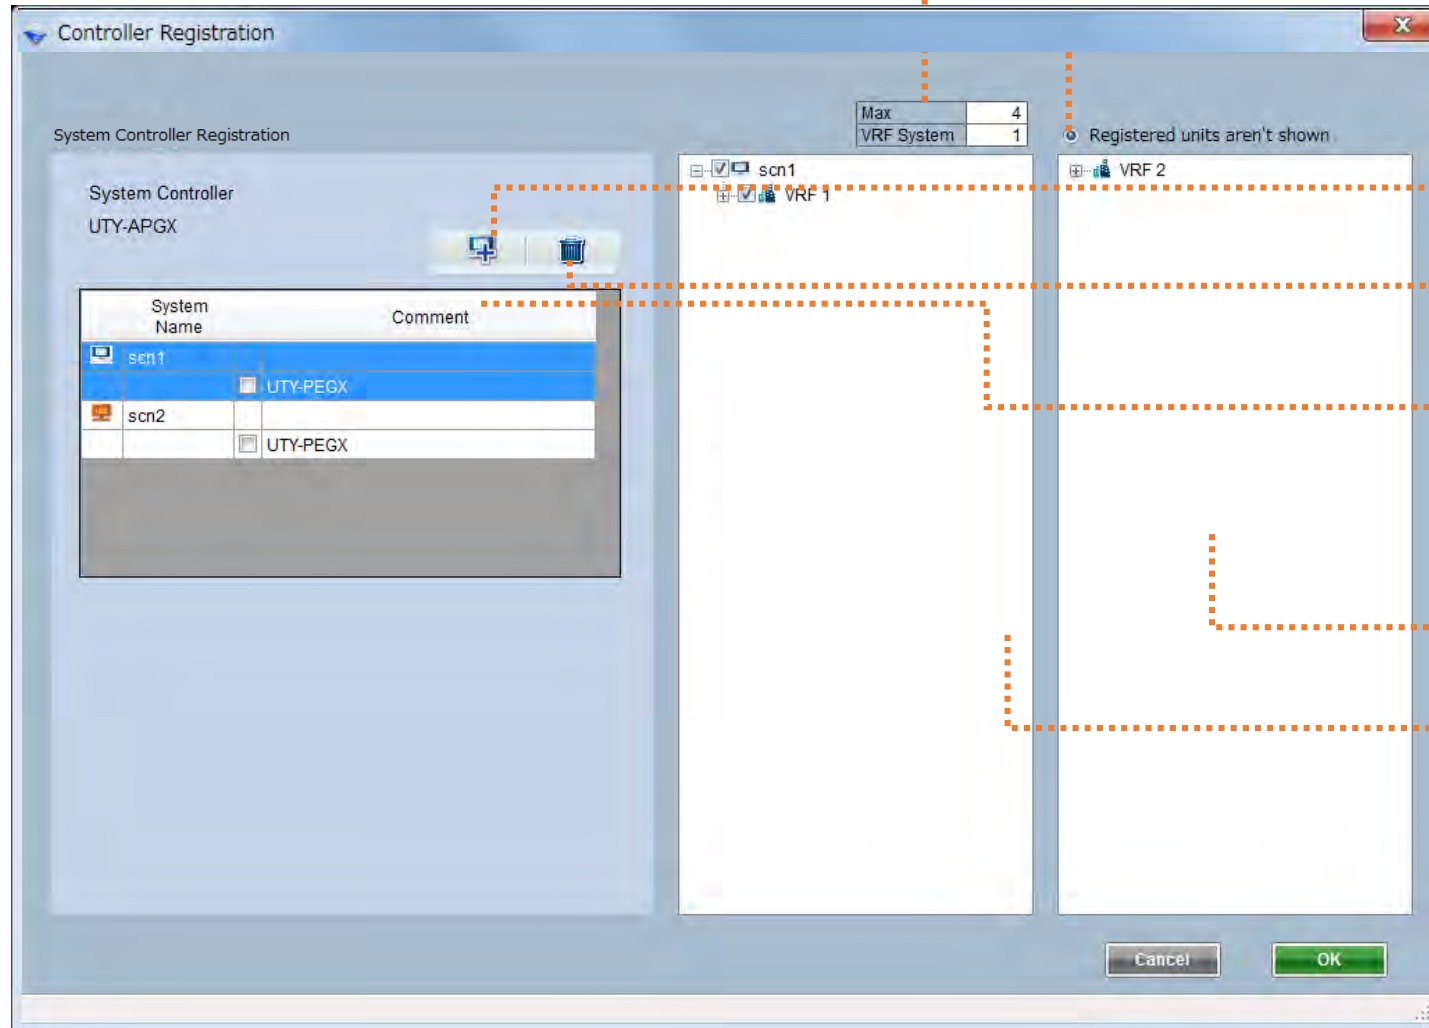 Controller Registration
X
Max 4
System Controller Registration
VRF System 1
Registered units aren't shown
System Controller
UTY-APGX
System Name
Comment
scn1
UTY-PEGX
scn2
UTY-PEGX
scn1
VRF 1
VRF 2
Cancel
OK